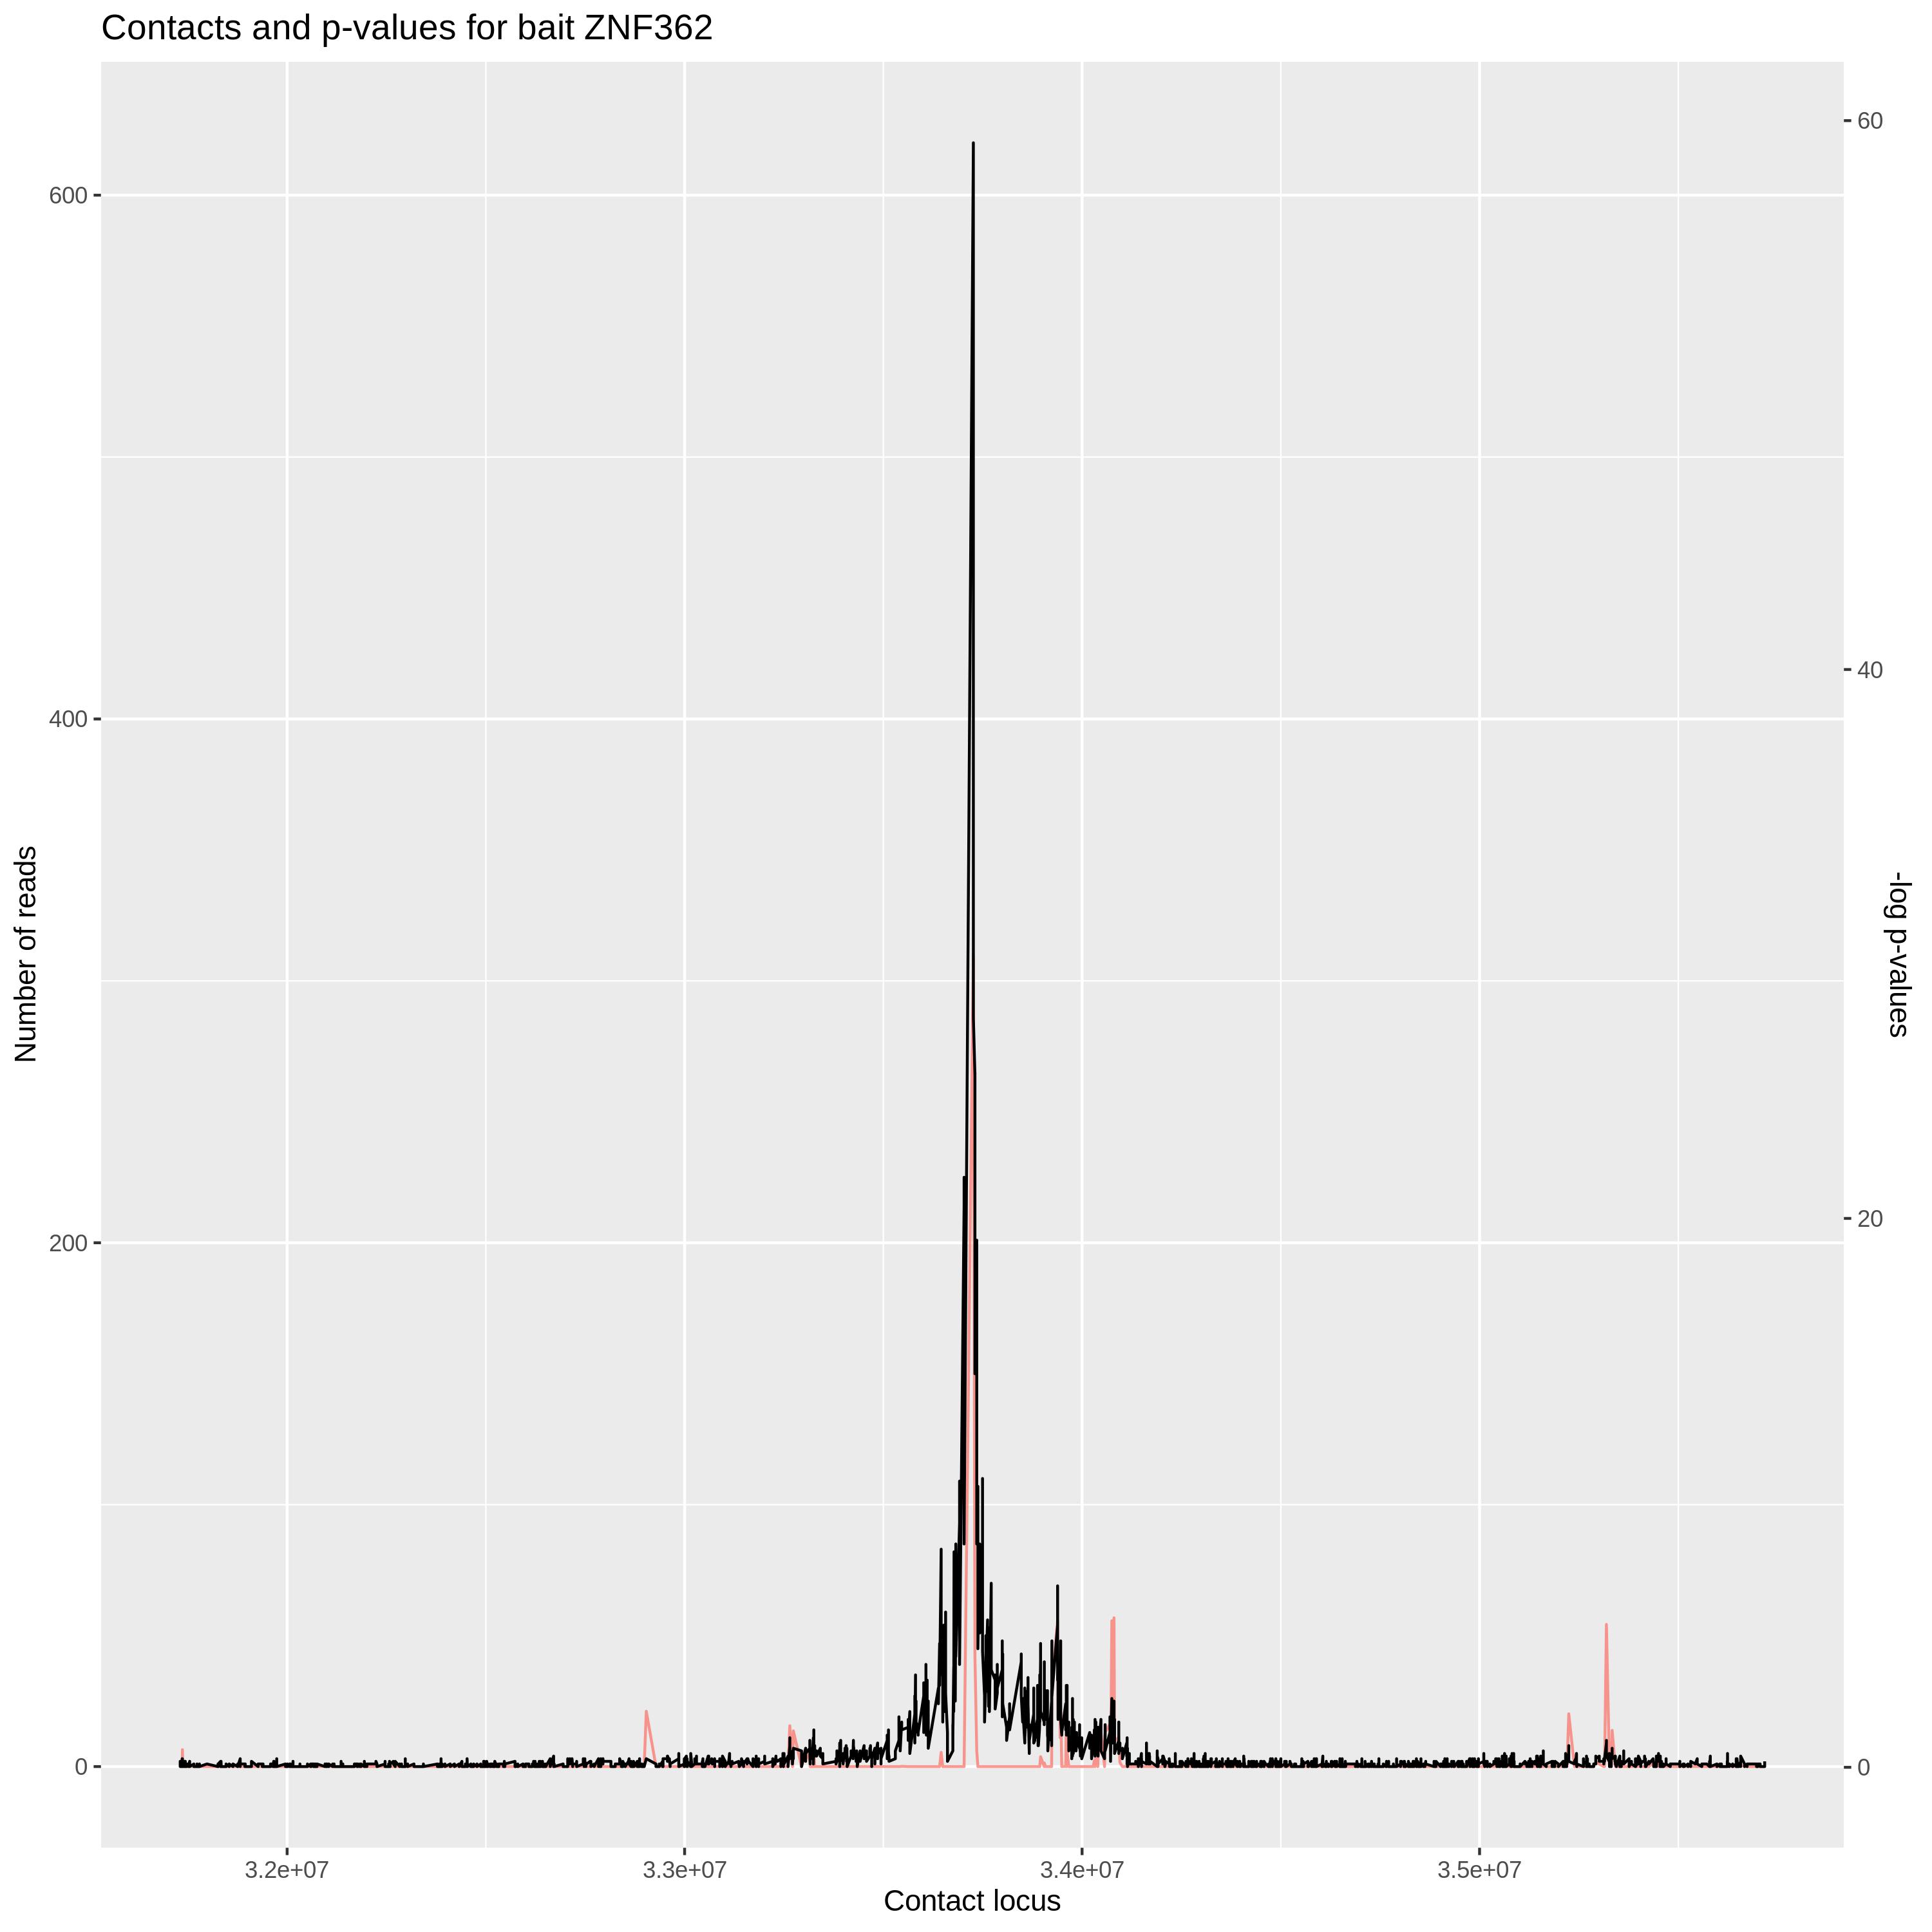 Contacts and p-values for bait ZNF362
600
400
200
0
60
40
20
0
Number of reads
-log p-values
3.2e+07
3.3e+07
3.4e+07
3.5e+07
Contact locus